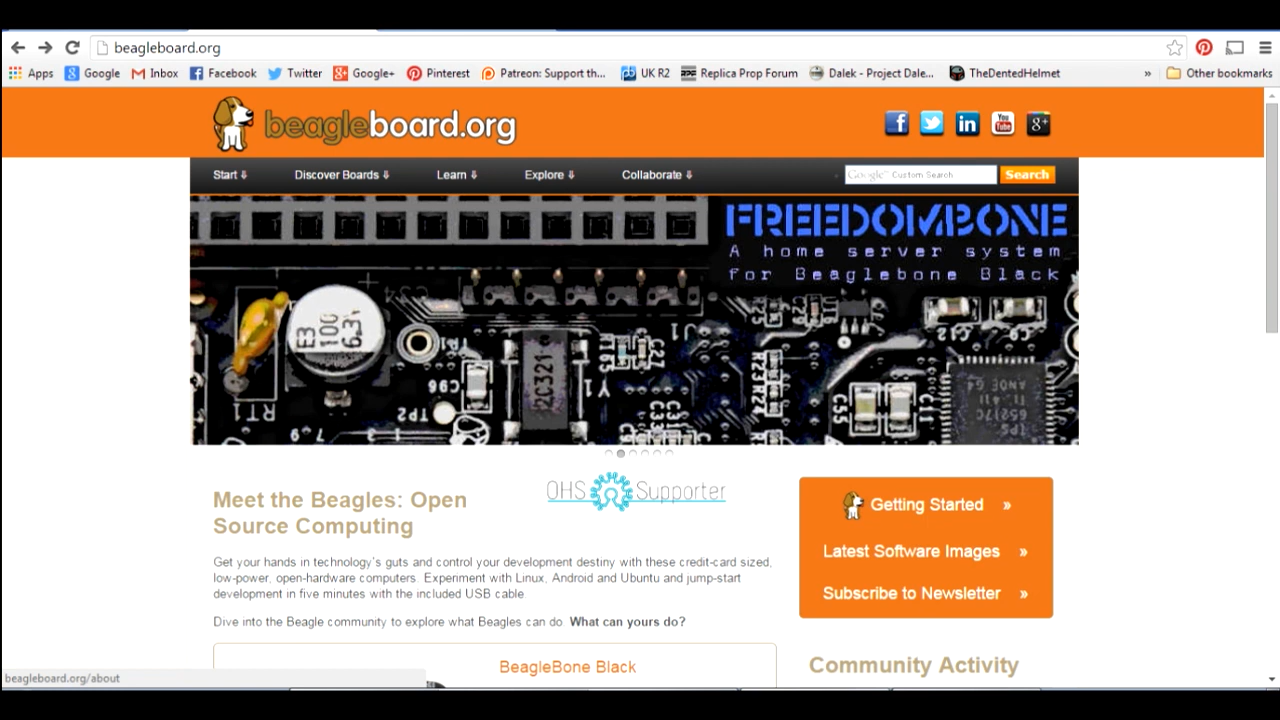 beagleboard.org
Apps Google Inbox Facebook Twitter Google+ Pinterest Patreon: Support th... UK R2 Replica Prop Forum Dalek - Project Dale... TheDentedHelmet » Other bookmarks
beagleboard.org
Start Discover Boards Learn Explore Collaborate Google™ Custom Search Search
FREEDOMBONE
A home server system
for Beaglebone Black
E3
100
6.3
RT1
TP2
C96
2C321
Y1
J1
C55
C11
Meet the Beagles: Open
Source Computing
OHS Supporter
Get your hands in technology's guts and control your development destiny with these credit-card sized,
low-power, open-hardware computers. Experiment with Linux, Android and Ubuntu and jump-start
development in five minutes with the included USB cable
Dive into the Beagle community to explore what Beagles can do What can yours do?
BeagleBone Black
Getting Started »
Latest Software Images »
Subscribe to Newsletter »
Community Activity
beagleboard.org/about